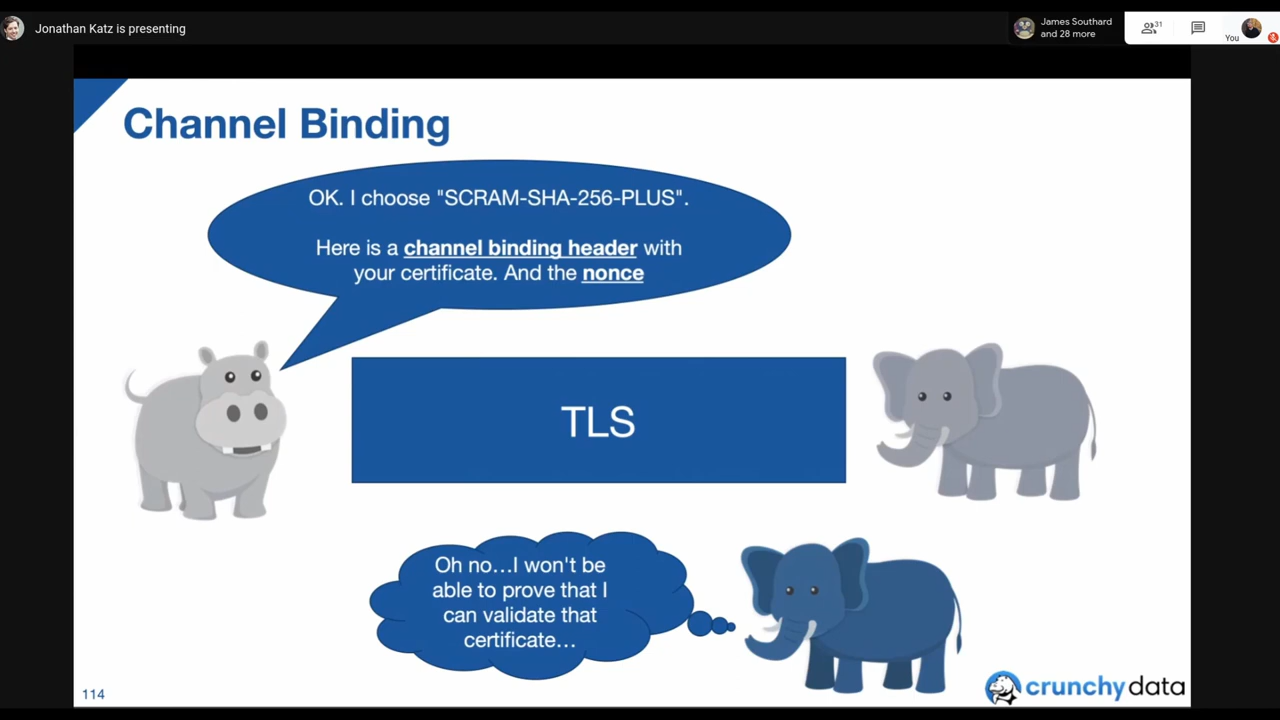 Jonathan Katz is presenting
James Southard
and 28 more
31
You
Channel Binding
OK. I choose "SCRAM-SHA-256-PLUS".
Here is a channel binding header with
your certificate. And the nonce
TLS
Oh no...I won't be
able to prove that I
can validate that
certificate...
114
crunchydata